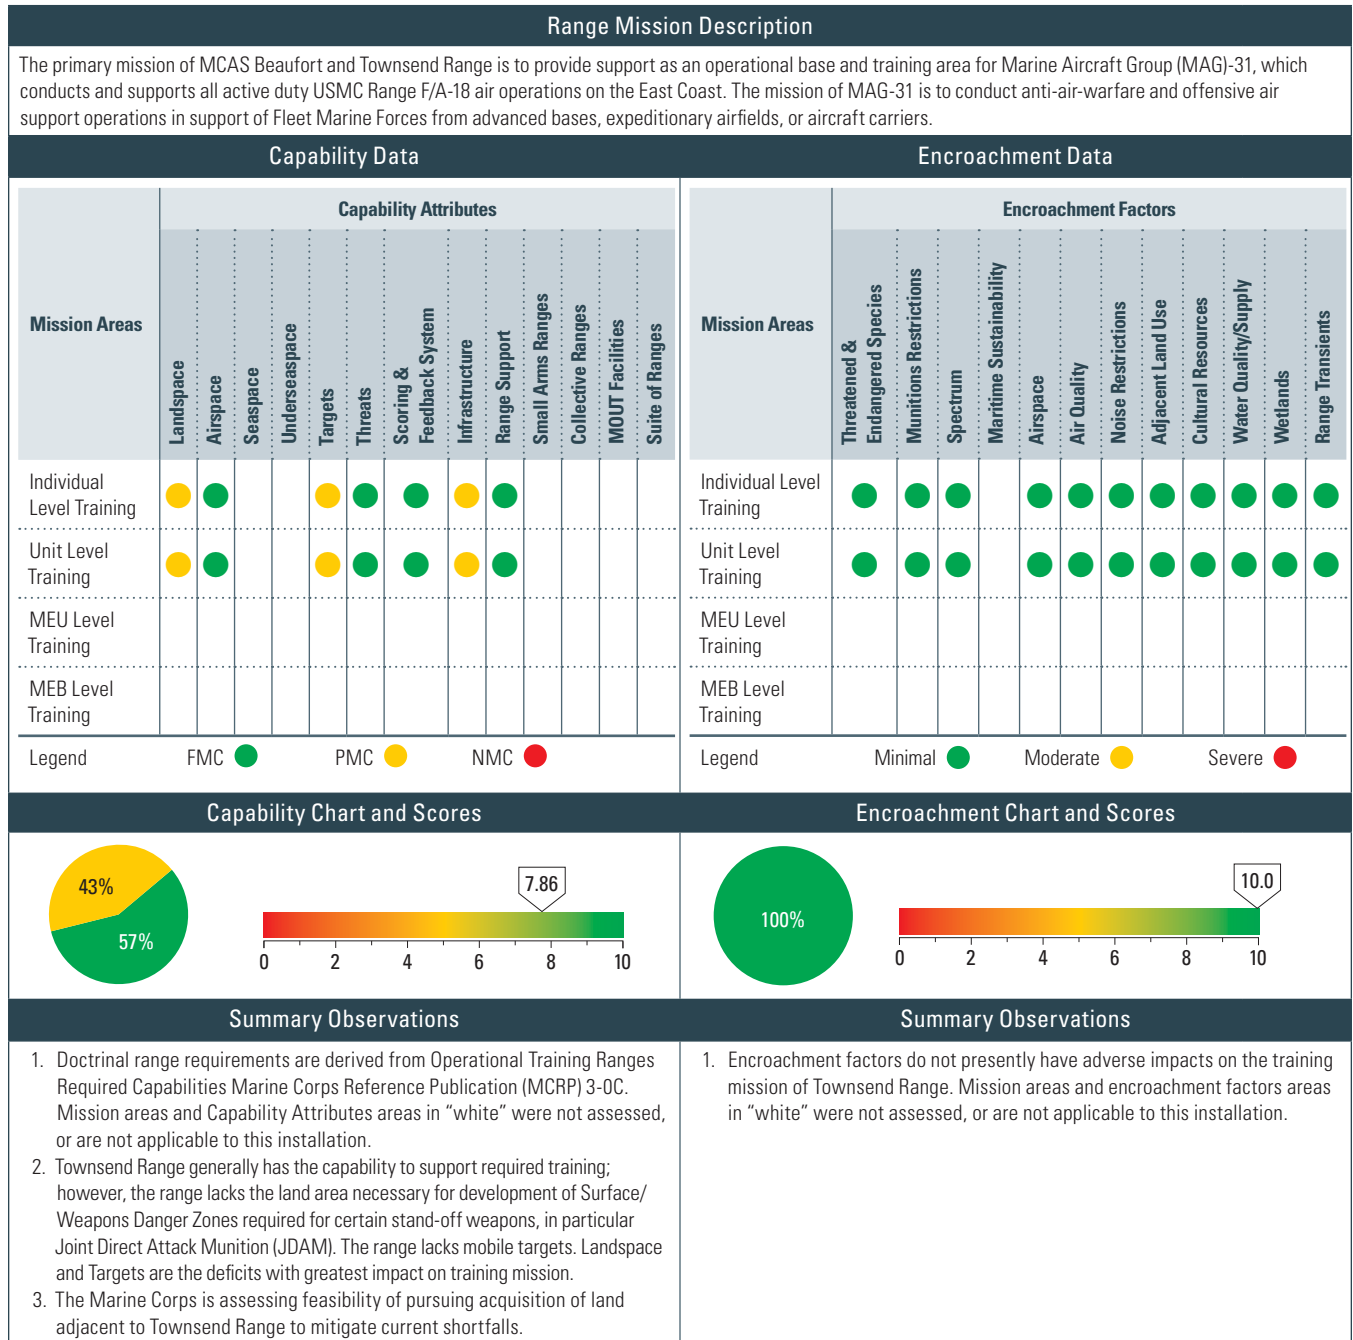 Range Mission Description
The primary mission of MCAS Beaufort and Townsend Range is to provide support as an operational base and training area for Marine Aircraft Group (MAG)-31, which
conducts and supports all active duty USMC Range F/A-18 air operations on the East Coast. The mission of MAG-31 is to conduct anti-air-warfare and offensive air
support operations in support of Fleet Marine Forces from advanced bases, expeditionary airfields, or aircraft carriers.
Capability Data
Mission Areas
Capability Attributes
Landspace
Airspace
Seaspace
Underseaspace
Targets
Threats
Scoring &
Feedback System
Infrastructure
Range Support
Small Arms Ranges
Collective Ranges
MOUT Facilities
Suite of Ranges
Individual
Level Training
Unit Level
Training
MEU Level
Training
MEB Level
Training
Legend FMC PMC NMC
Encroachment Data
Mission Areas
Encroachment Factors
Threatened &
Endangered Species
Munitions Restrictions
Spectrum
Maritime Sustainability
Airspace
Air Quality
Noise Restrictions
Adjacent Land Use
Cultural Resources
Water Quality/Supply
Wetlands
Range Transients
Individual Level
Training
Unit Level
Training
MEU Level
Training
MEB Level
Training
Legend Minimal Moderate Severe
Capability Chart and Scores
43%
57%
7.86
0 2 4 6 8 10
Encroachment Chart and Scores
100%
10.0
0 2 4 6 8 10
Summary Observations
1. Doctrinal range requirements are derived from Operational Training Ranges
Required Capabilities Marine Corps Reference Publication (MCRP) 3-0C.
Mission areas and Capability Attributes areas in “white” were not assessed,
or are not applicable to this installation.
2. Townsend Range generally has the capability to support required training;
however, the range lacks the land area necessary for development of Surface/
Weapons Danger Zones required for certain stand-off weapons, in particular
Joint Direct Attack Munition (JDAM). The range lacks mobile targets. Landspace
and Targets are the deficits with greatest impact on training mission.
3. The Marine Corps is assessing feasibility of pursuing acquisition of land
adjacent to Townsend Range to mitigate current shortfalls.
Summary Observations
1. Encroachment factors do not presently have adverse impacts on the training
mission of Townsend Range. Mission areas and encroachment factors areas
in “white” were not assessed, or are not applicable to this installation.